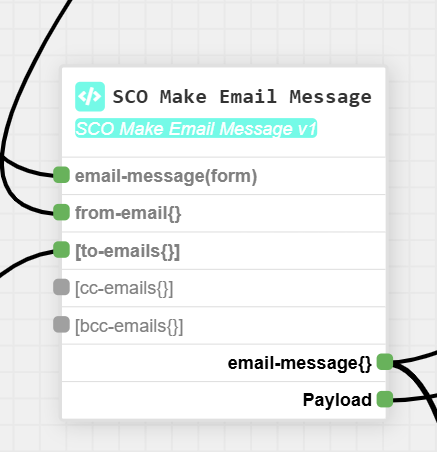 </> SCO Make Email Message
SCO Make Email Message v1
email-message(form)
from-email{}
[to-emails{}]
[cc-emails{}]
[bcc-emails{}]
email-message{}
Payload